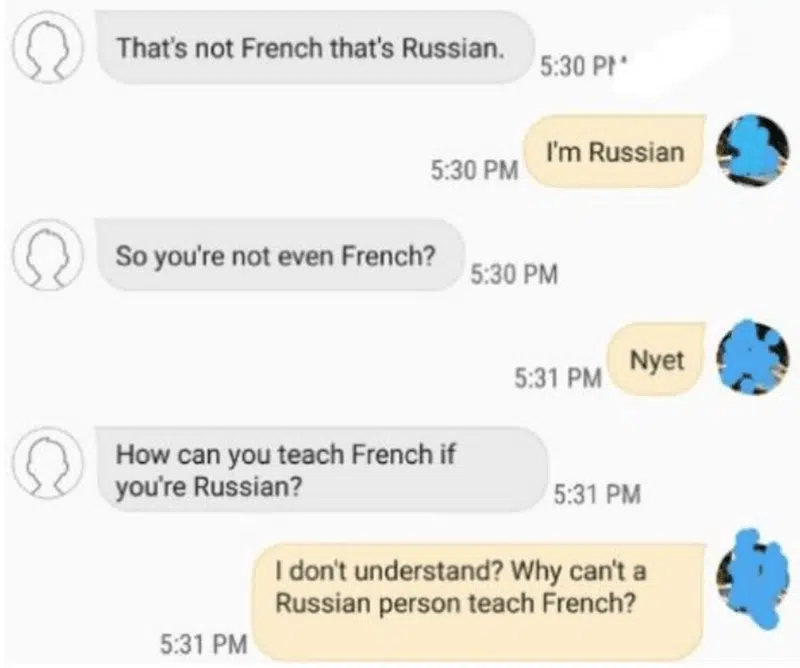 That's not French that's Russian.
5:30 P
I'm Russian
5:30 PM
So you're not even French?
5:30 PM
Nyet
5:31 PM
How can you teach French if
you're Russian?
5:31 PM
I don't understand? Why can't a
Russian person teach French?
5:31 PM